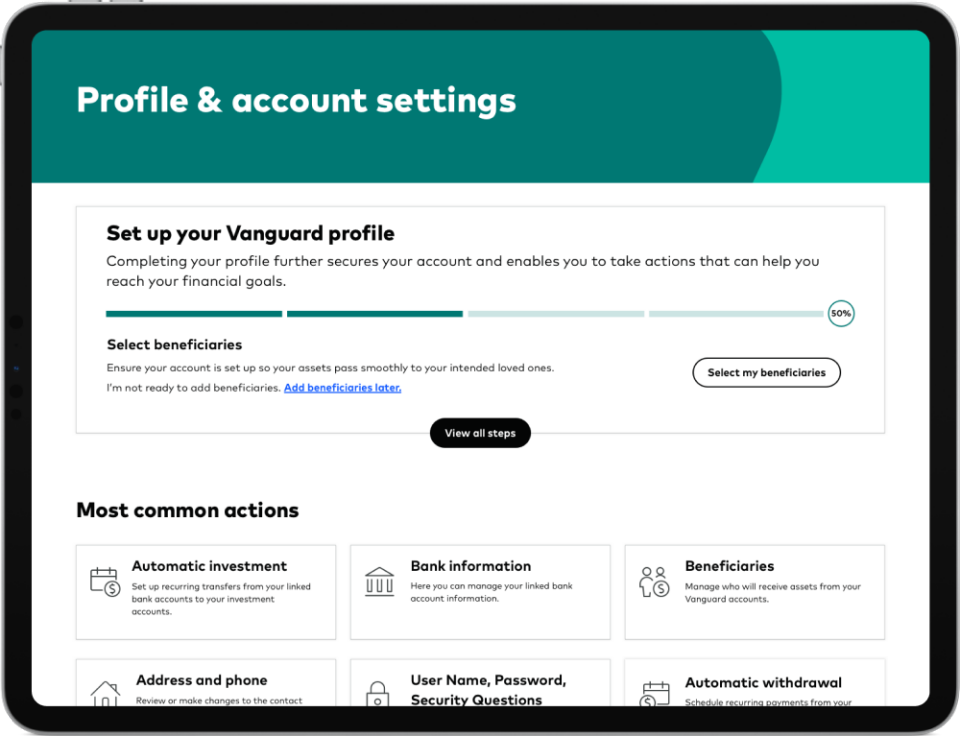 Profile & account settings
Set up your Vanguard profile
Completing your profile further secures your account and enables you to take actions that can help you
reach your financial goals.
50%
Select beneficiaries
Ensure your account is set up so your assets pass smoothly to your intended loved ones.
I'm not ready to add beneficiaries. Add beneficiaries later.
Select my beneficiaries
View all steps
Most common actions
Automatic investment
Set up recurring transfers from your linked
bank accounts to your investment
accounts.
Bank information
Here you can manage your linked bank
account information.
Beneficiaries
Manage who will receive assets from your
Vanguard accounts.
Address and phone
Review or make changes to the contact
User Name, Password,
Security Questions
Automatic withdrawal
Schedule recurring payments from your